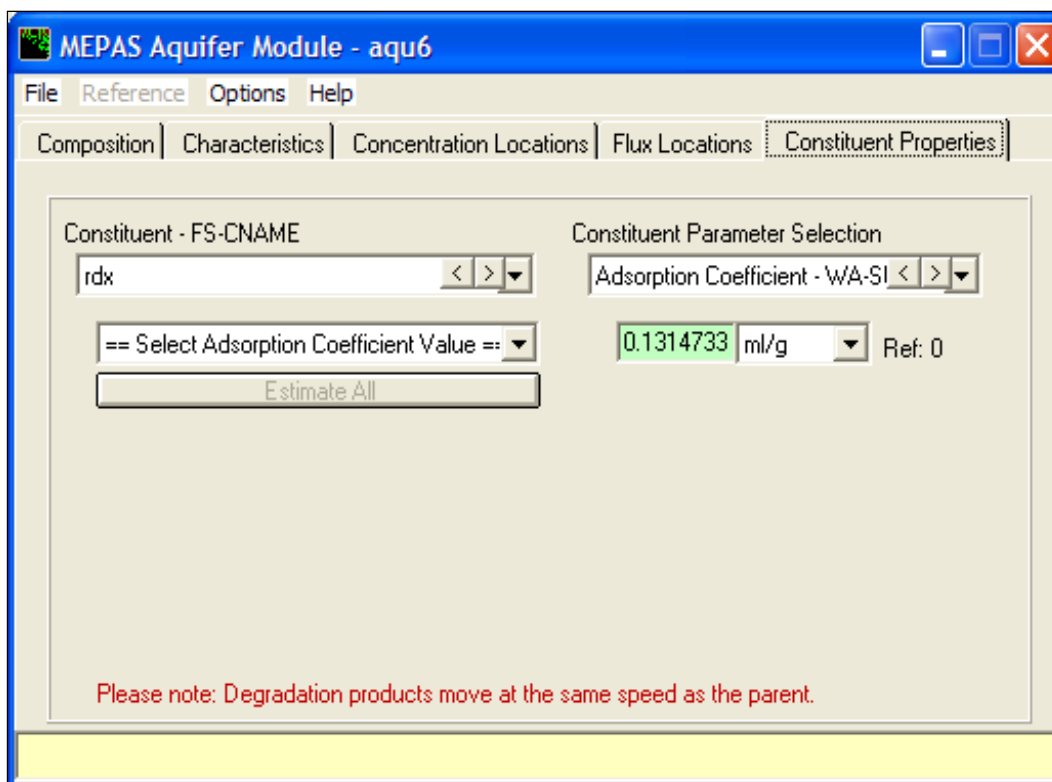 MEPAS Aquifer Module - aqu6
File Reference Options Help
Composition Characteristics Concentration Locations Flux Locations Constituent Properties
Constituent - FS-CNAME Constituent Parameter Selection
rdx < > Adsorption Coefficient - WA-SU < >
== Select Adsorption Coefficient Value == 0.1314733 ml/g Ref: 0
Estimate All
Please note: Degradation products move at the same speed as the parent.